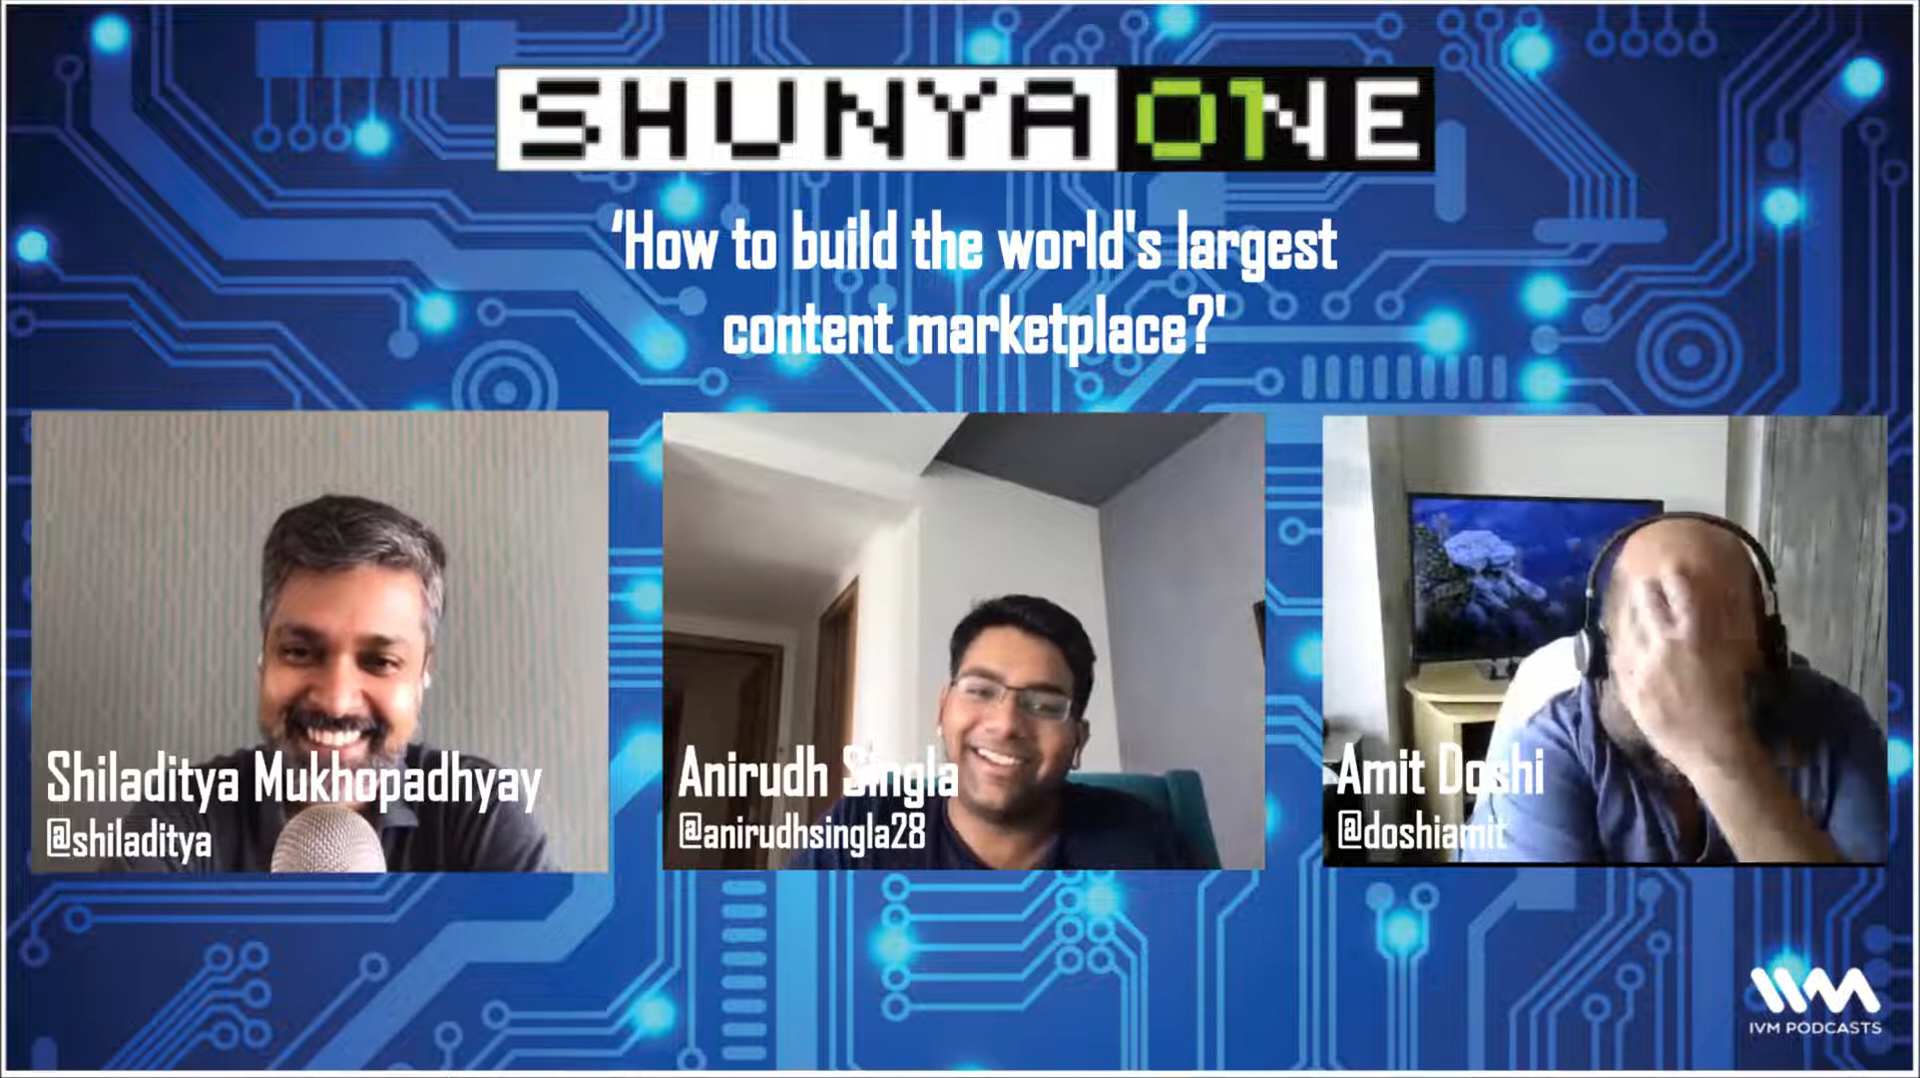 SHUNYA ONE
‘How to build the world's largest
content marketplace?'
Shiladitya Mukhopadhyay
@shiladitya
Anirudh Singla
@anirudhsingla28
Amit Doshi
@doshiamit
IVM
IVM PODCASTS